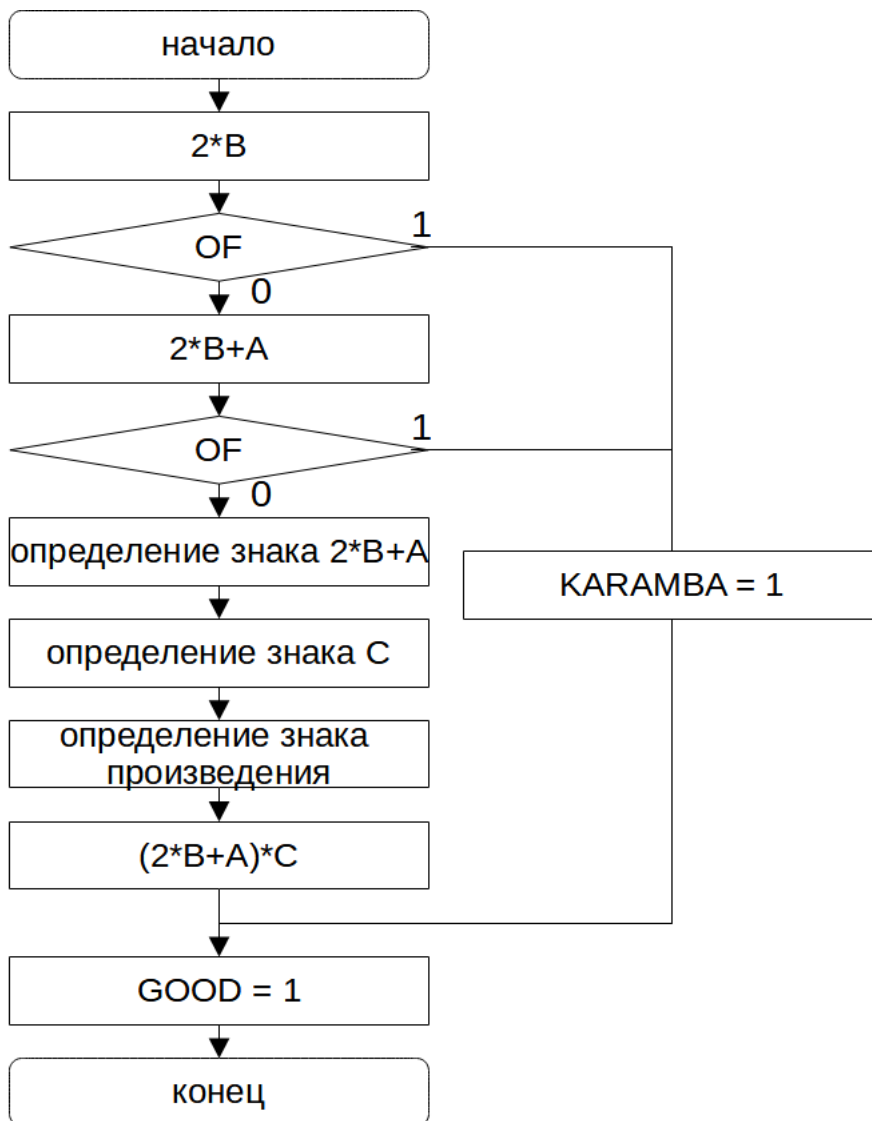 начало
2*B
1
OF
0
2*B+A
1
OF
0
определение знака 2*B+A
KARAMBA = 1
определение знака C
определение знака
произведения
(2*B+A)*C
GOOD = 1
конец